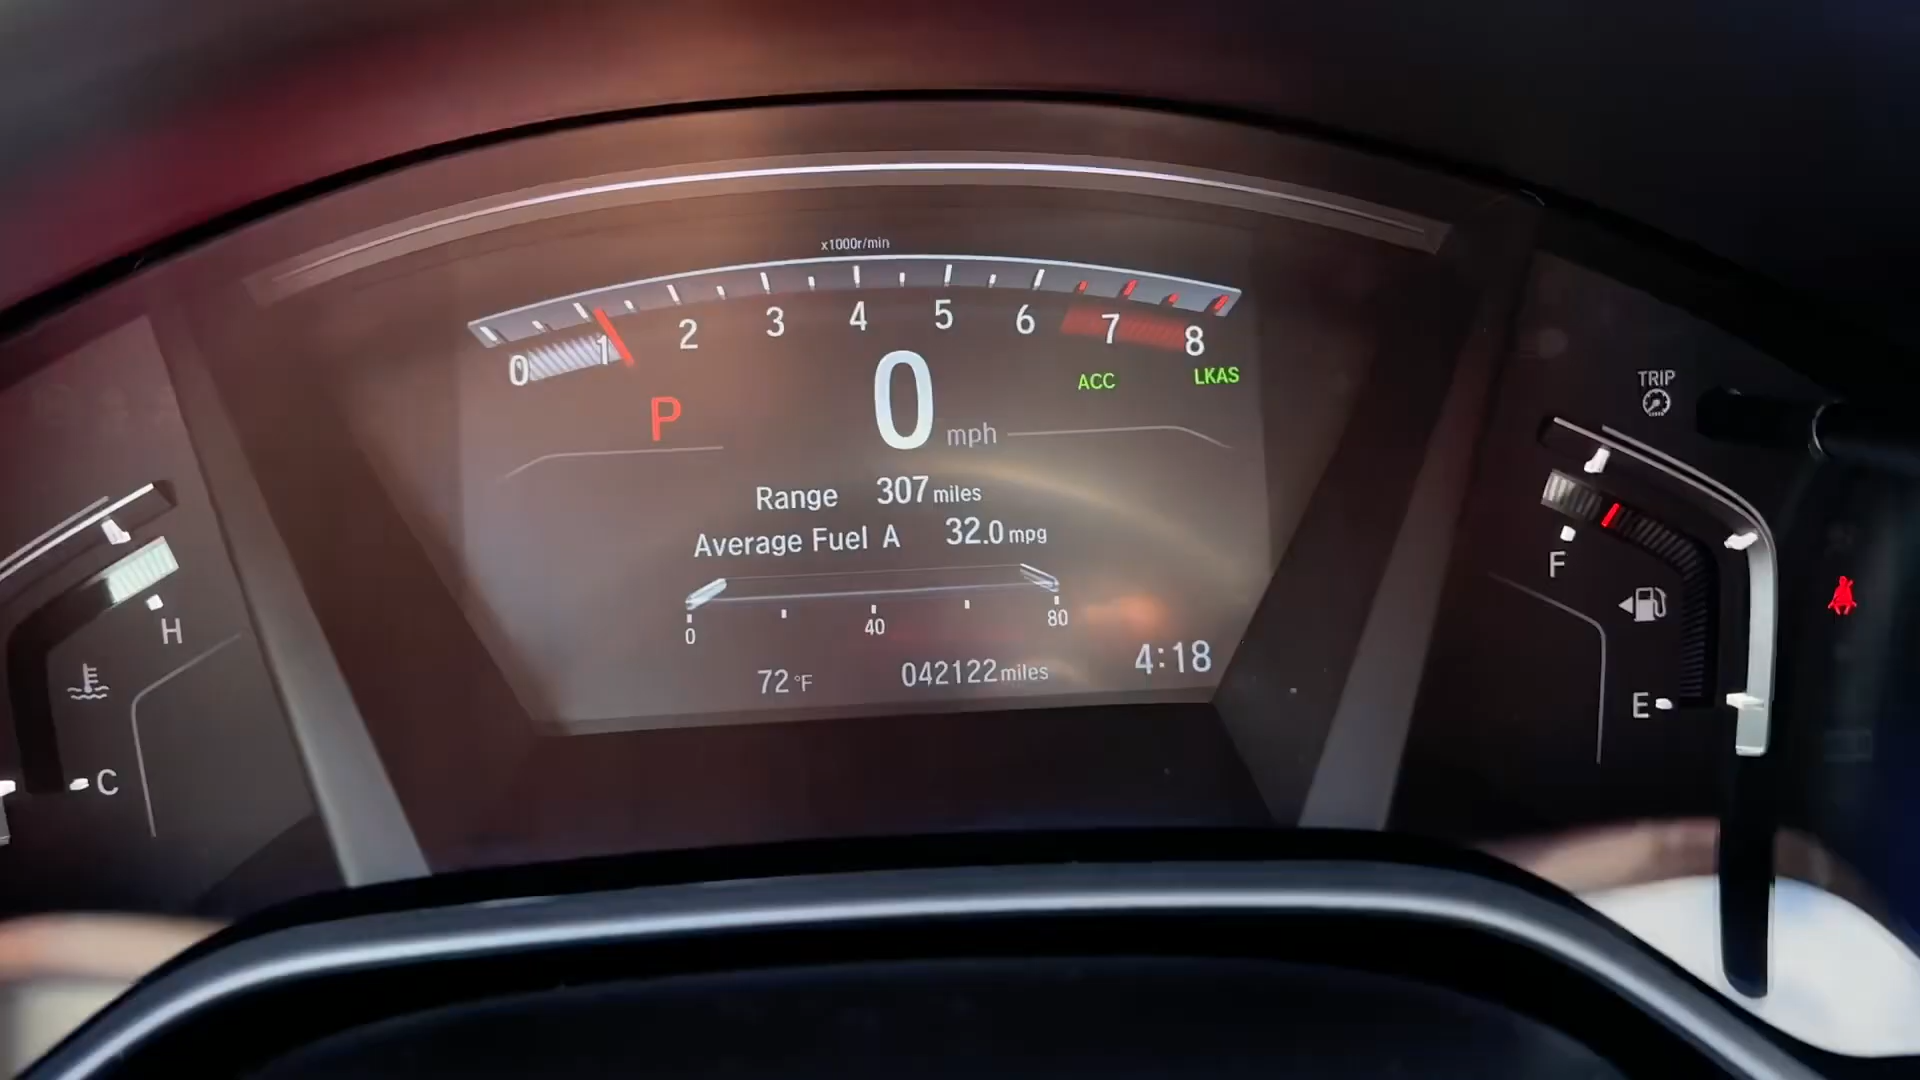 x1000r/min
0 1 2 3 4 5 6 7 8
ACC LKAS
P 0 mph
Range 307 miles
Average Fuel A 32.0 mpg
0 40 80
72°F 042122 miles 4:18
H
C
TRIP
F
E